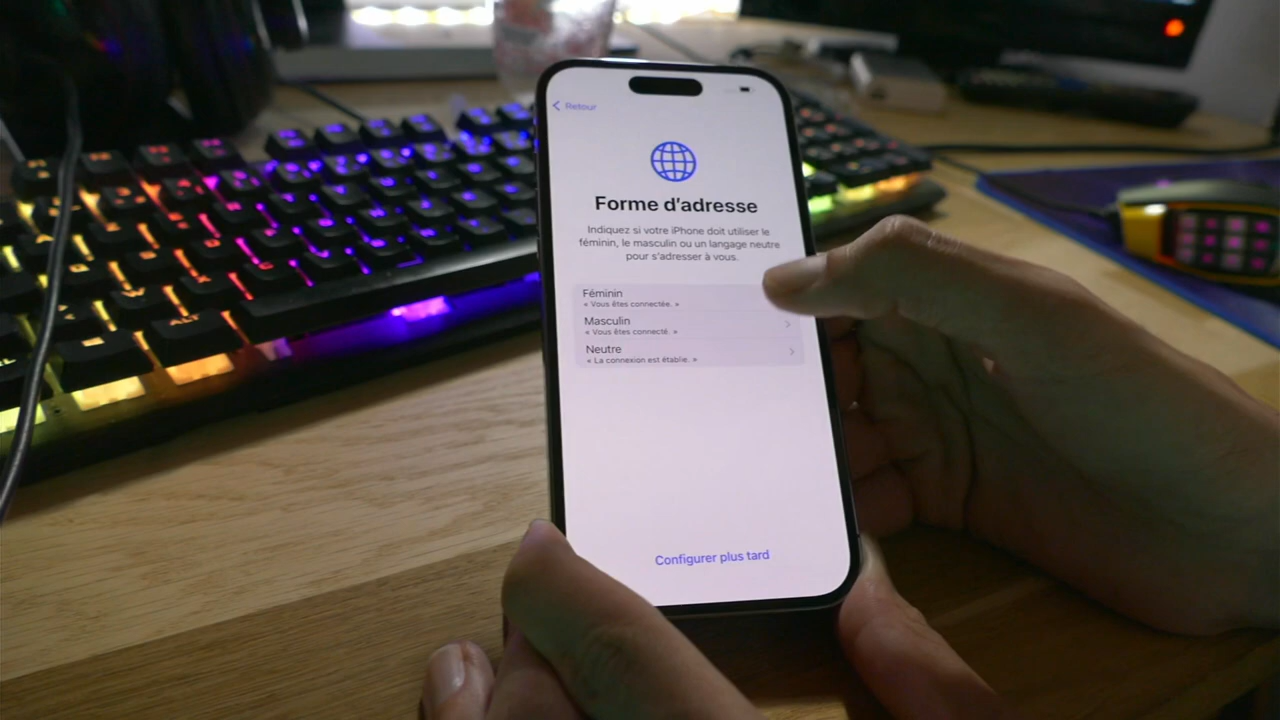 Retour
Forme d'adresse
Indiquez si votre iPhone doit utiliser le
féminin, le masculin ou un langage neutre
pour s'adresser à vous.
Féminin
« Vous êtes connectée. »
Masculin
« Vous êtes connecté. »
Neutre
« La connexion est établie. »
Configurer plus tard
ALT